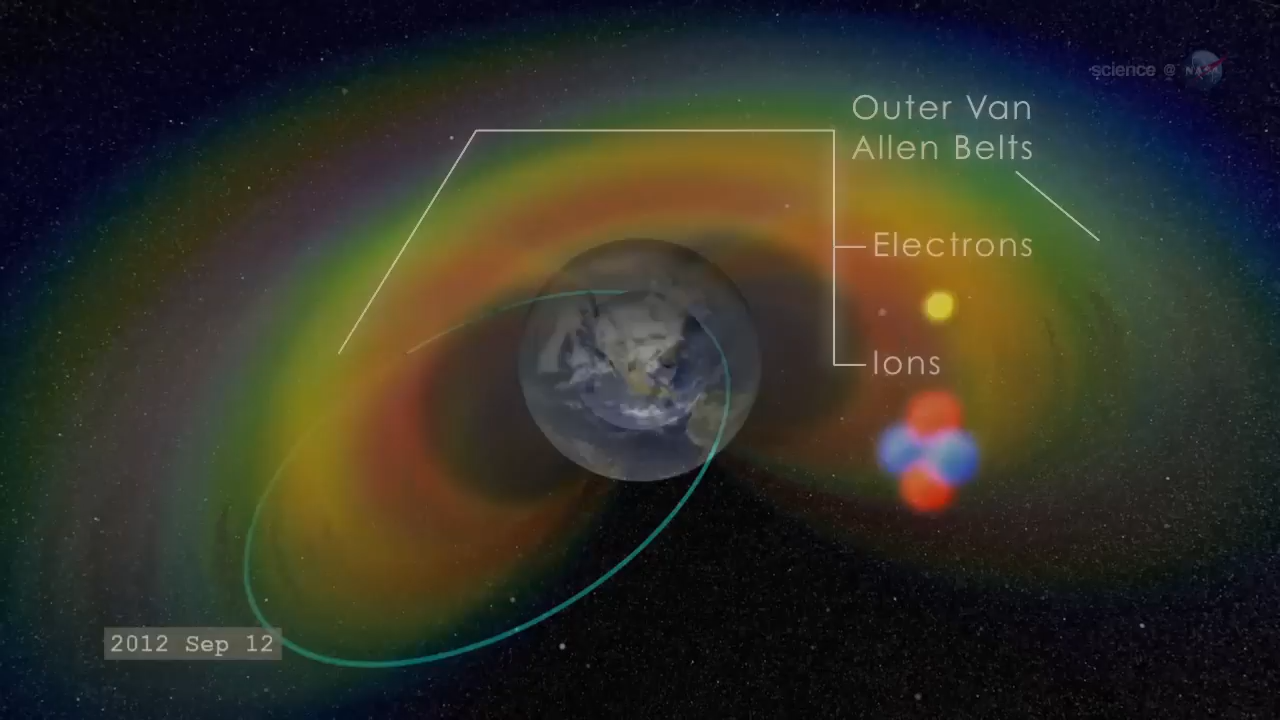 science @ NASA
Outer Van
Allen Belts
Electrons
Ions
2012 Sep 12